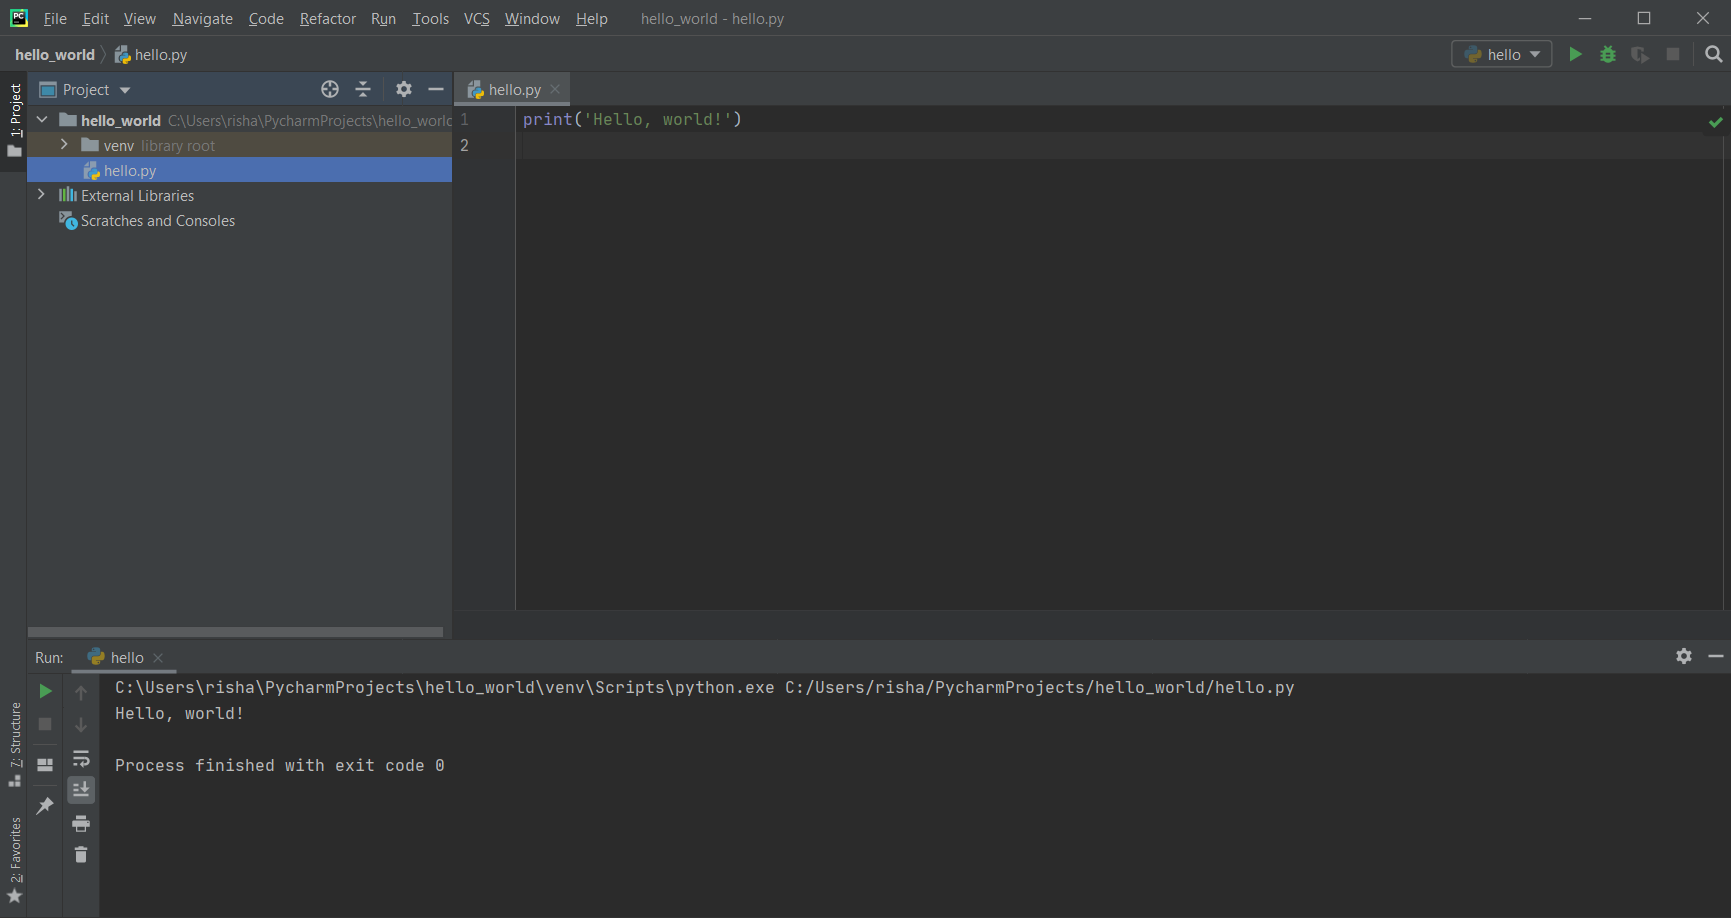 PC File Edit View Navigate Code Refactor Run Tools VCS Window Help hello_world - hello.py
hello_world hello.py hello
1: Project
Project
hello.py
hello_world C:\Users\risha\PycharmProjects\hello_world
venv library root
hello.py
External Libraries
Scratches and Consoles
1 print('Hello, world!')
2
Run: hello
C:\Users\risha\PycharmProjects\hello_world\venv\Scripts\python.exe C:/Users/risha/PycharmProjects/hello_world/hello.py
Hello, world!
Process finished with exit code 0
7: Structure
2: Favorites